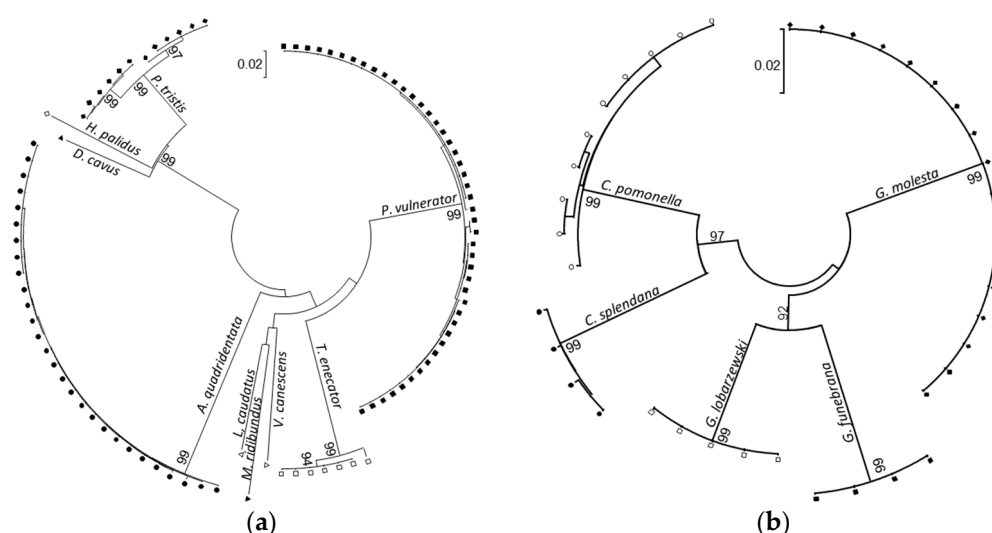 97
99
99
P. tristis
H. palidus
D. cavus
99
0.02
P. vulnerator
99
A. quadridentata
99
L. caudatus
M. ridibundus
V. canescens
T. enecator
99
94
(a)
0.02
G. molesta
99
C. pomonella
99
97
C. splendana
99
92
G. lobarzewski
99
G. funebrana
99
(b)